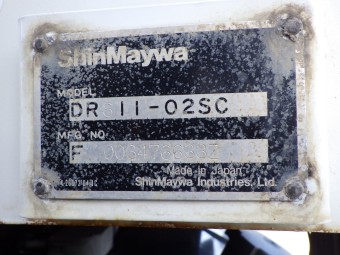 ShinMaywa
MODEL
DR 11-02SC
MFG. NO.
F
Made in Japan
ShinMaywa Industries, Ltd.